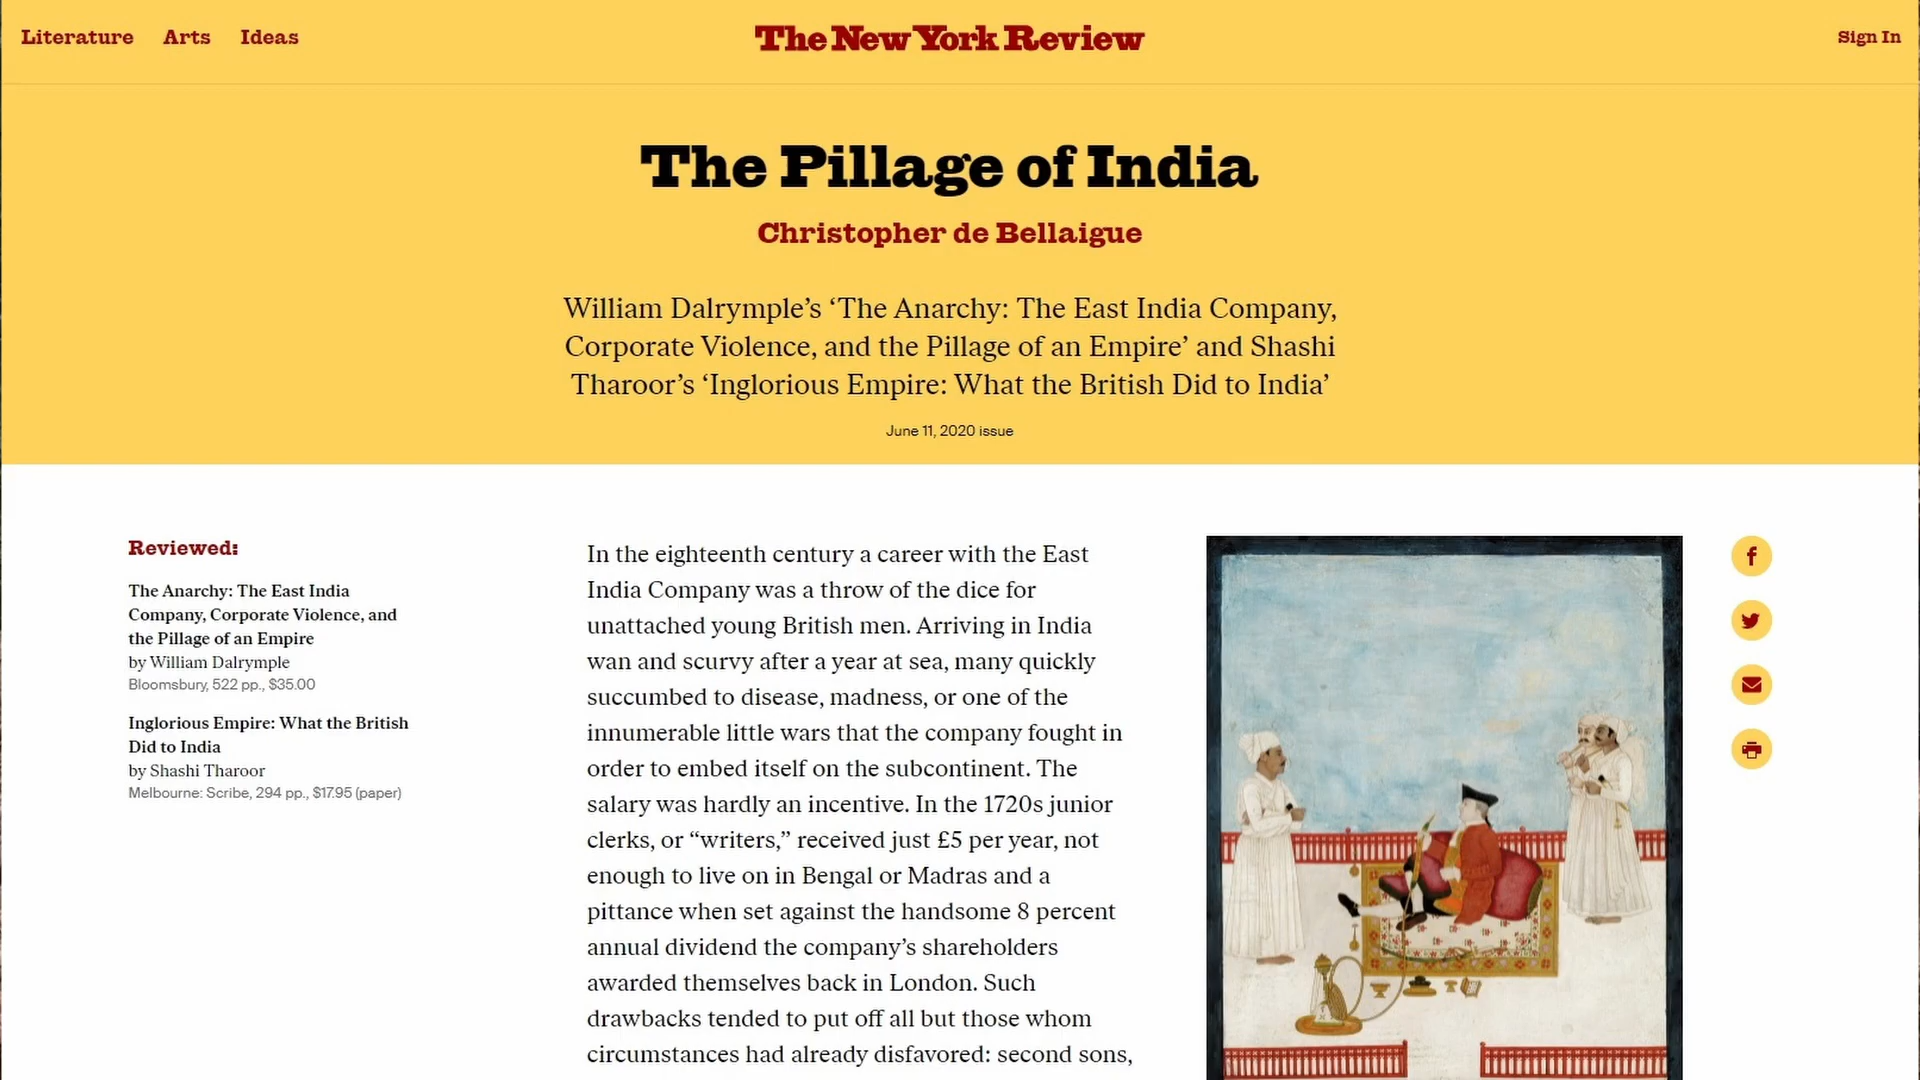 Literature Arts Ideas
The New York Review
Sign In
The Pillage of India
Christopher de Bellaigue
William Dalrymple’s ‘The Anarchy: The East India Company,
Corporate Violence, and the Pillage of an Empire’ and Shashi
Tharoor’s ‘Inglorious Empire: What the British Did to India’
June 11, 2020 issue
Reviewed:
The Anarchy: The East India
Company, Corporate Violence, and
the Pillage of an Empire
by William Dalrymple
Bloomsbury, 522 pp., $35.00
Inglorious Empire: What the British
Did to India
by Shashi Tharoor
Melbourne: Scribe, 294 pp., $17.95 (paper)
In the eighteenth century a career with the East
India Company was a throw of the dice for
unattached young British men. Arriving in India
wan and scurvy after a year at sea, many quickly
succumbed to disease, madness, or one of the
innumerable little wars that the company fought in
order to embed itself on the subcontinent. The
salary was hardly an incentive. In the 1720s junior
clerks, or “writers,” received just £5 per year, not
enough to live on in Bengal or Madras and a
pittance when set against the handsome 8 percent
annual dividend the company’s shareholders
awarded themselves back in London. Such
drawbacks tended to put off all but those whom
circumstances had already disfavored: second sons,